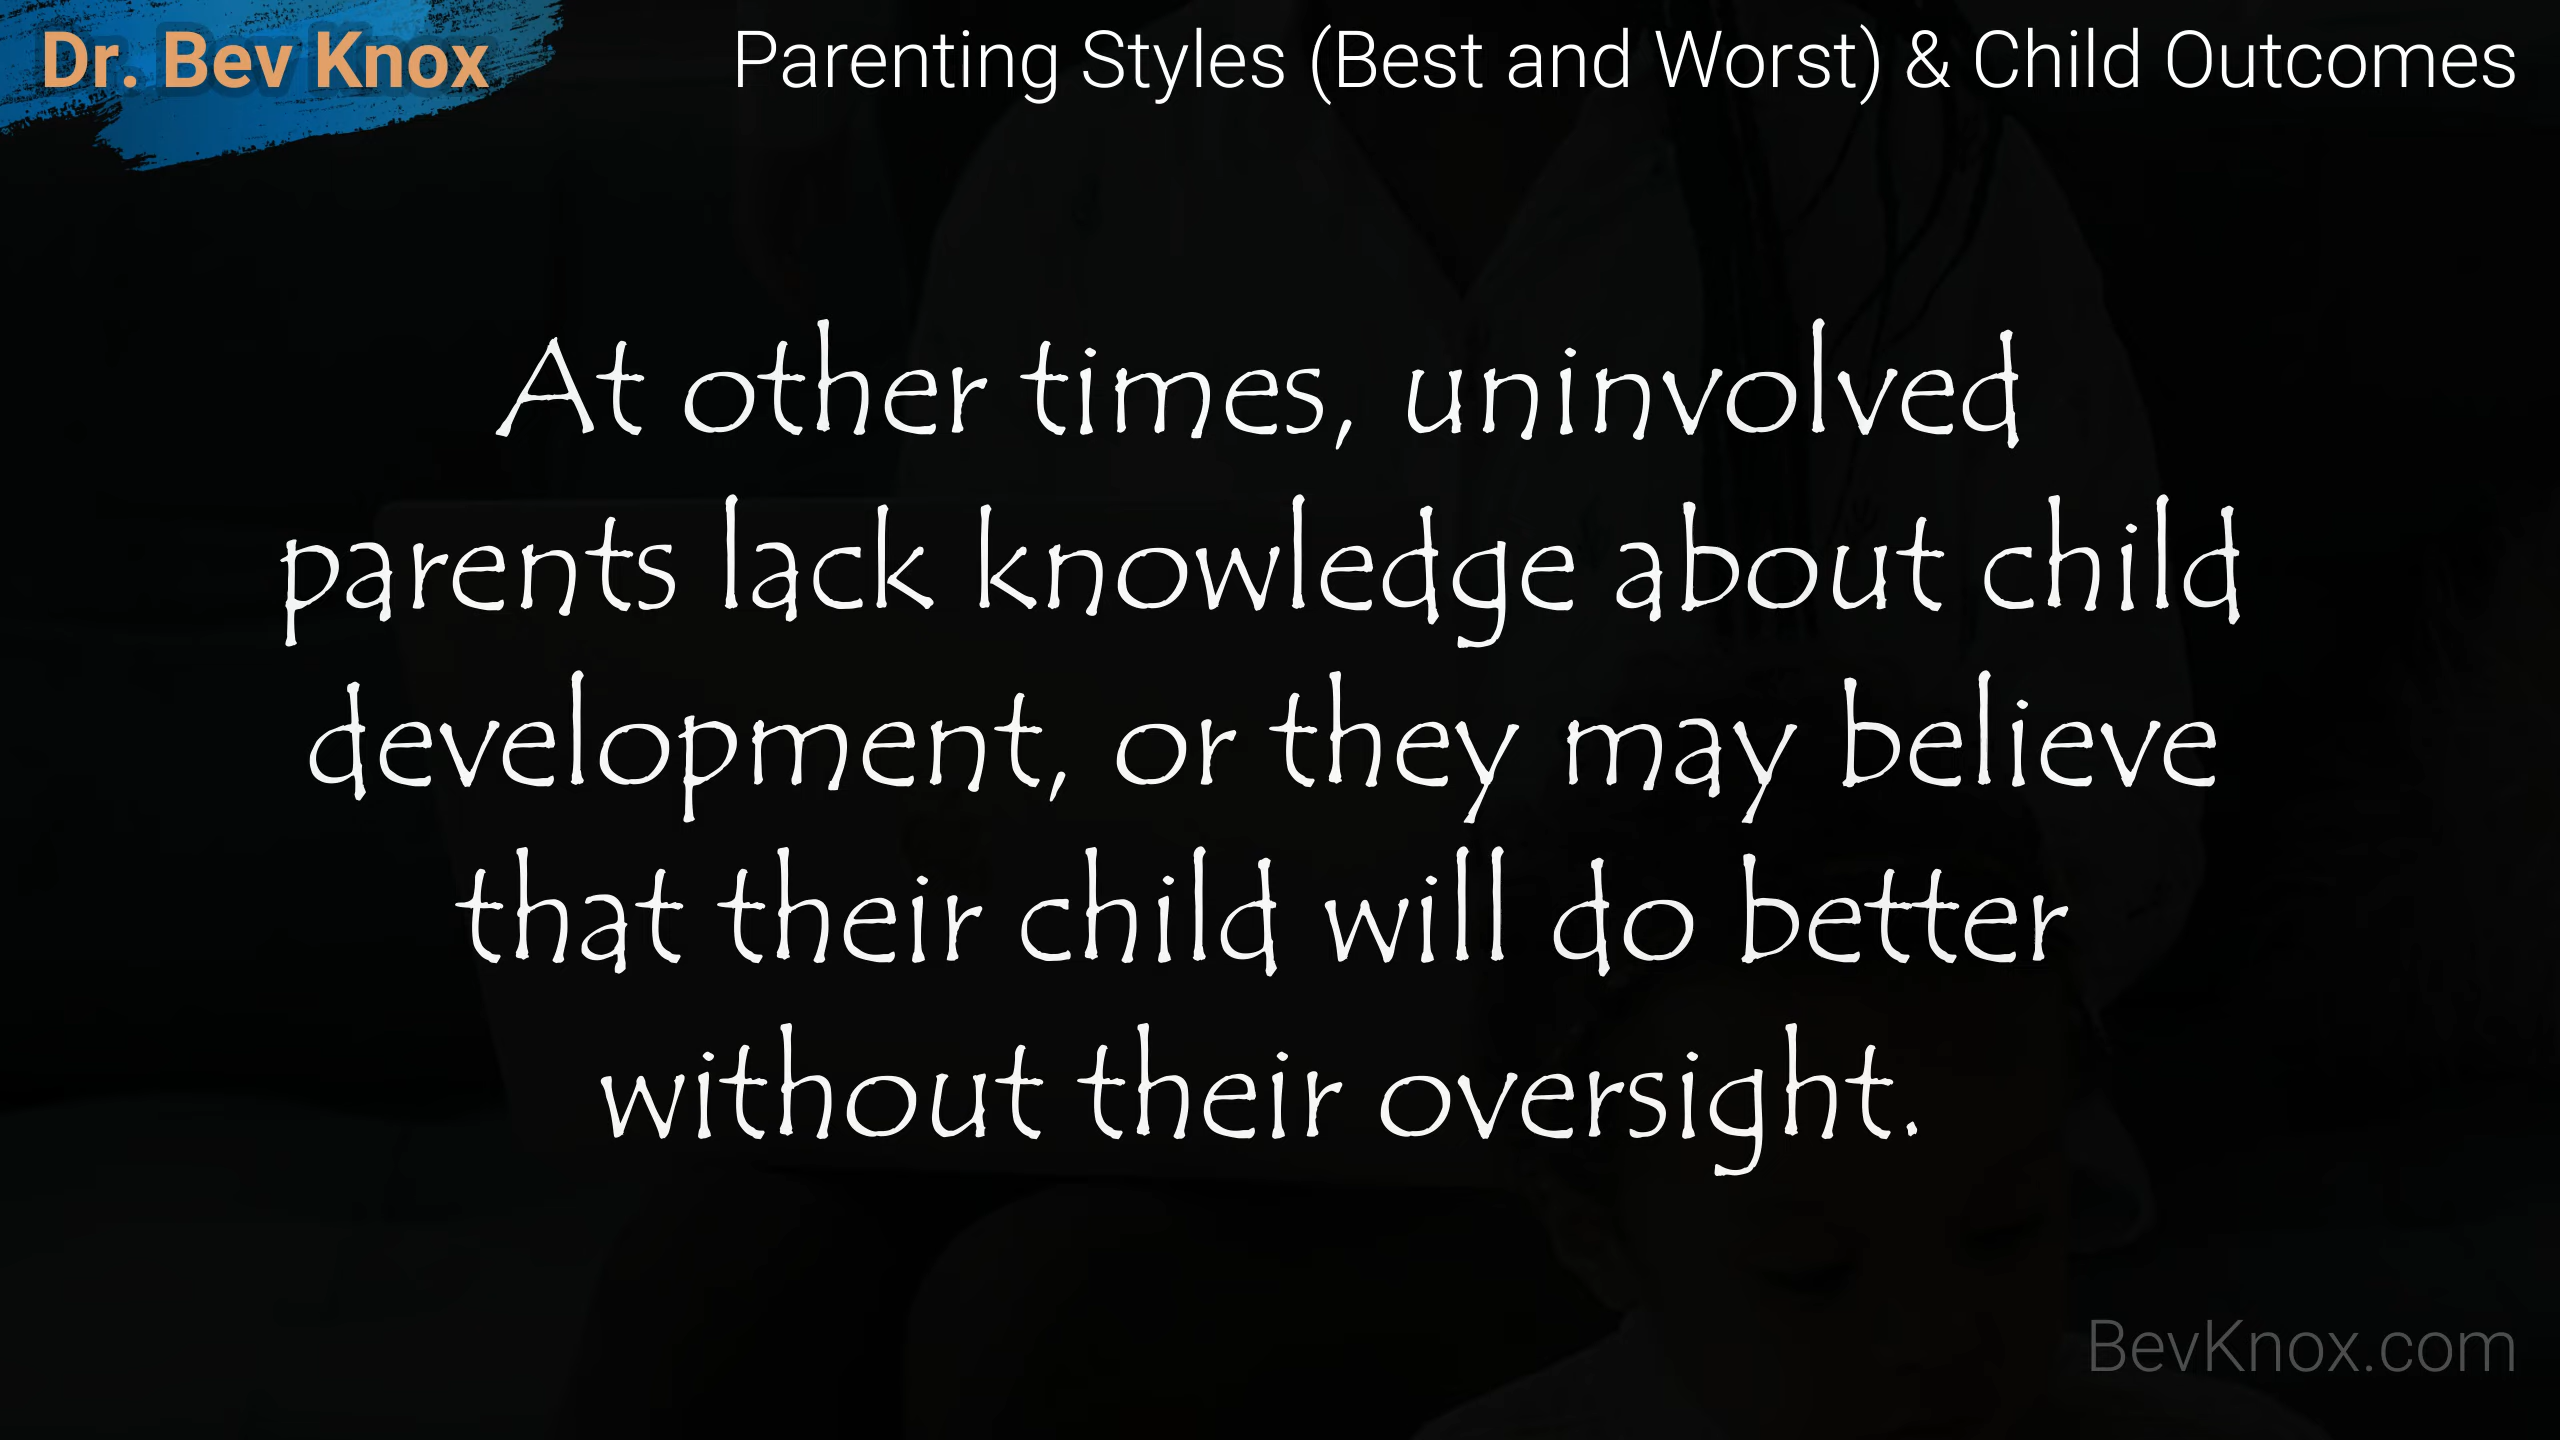 Dr. Bev Knox
Parenting Styles (Best and Worst) & Child Outcomes
At other times, uninvolved
parents lack knowledge about child
development, or they may believe
that their child will do better
without their oversight.
BevKnox.com